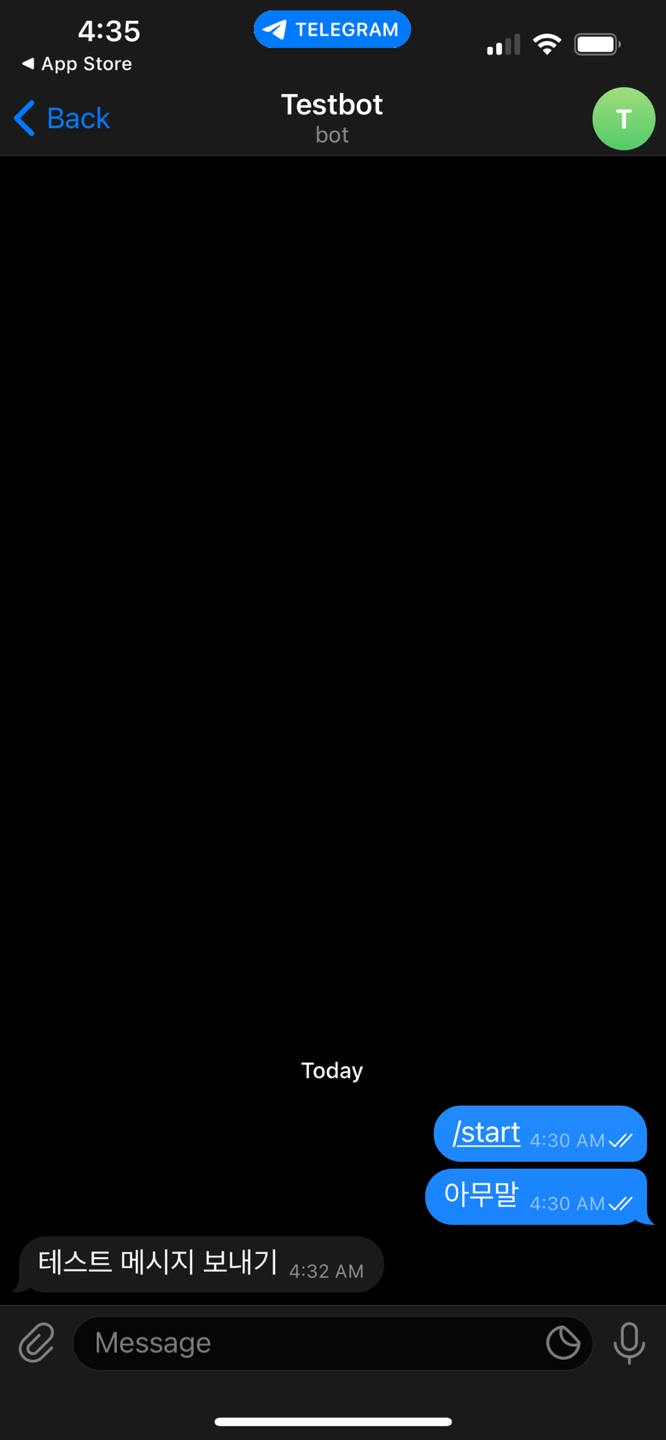 4:35
TELEGRAM
◀ App Store
Back
Testbot
bot
T
Today
/start 4:30 AM
아무말 4:30 AM
테스트 메시지 보내기 4:32 AM
Message